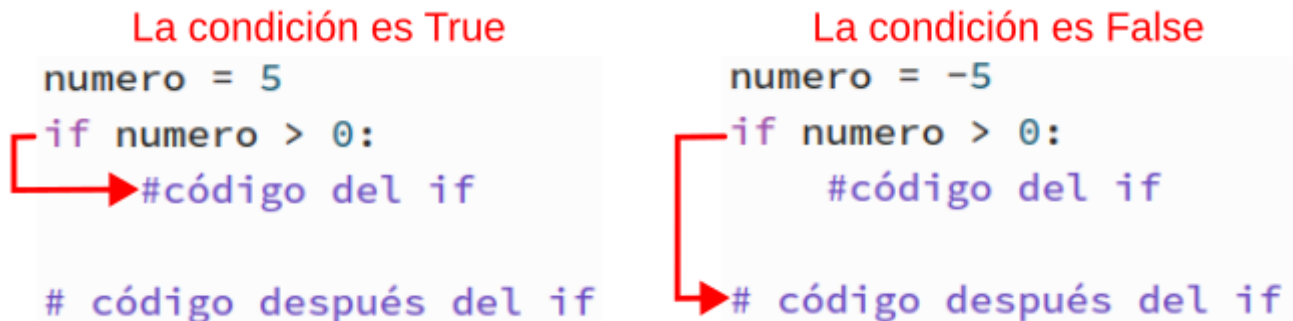 La condición es True
numero = 5
if numero > 0:
#código del if
# código después del if
La condición es False
numero = -5
if numero > 0:
#código del if
# código después del if